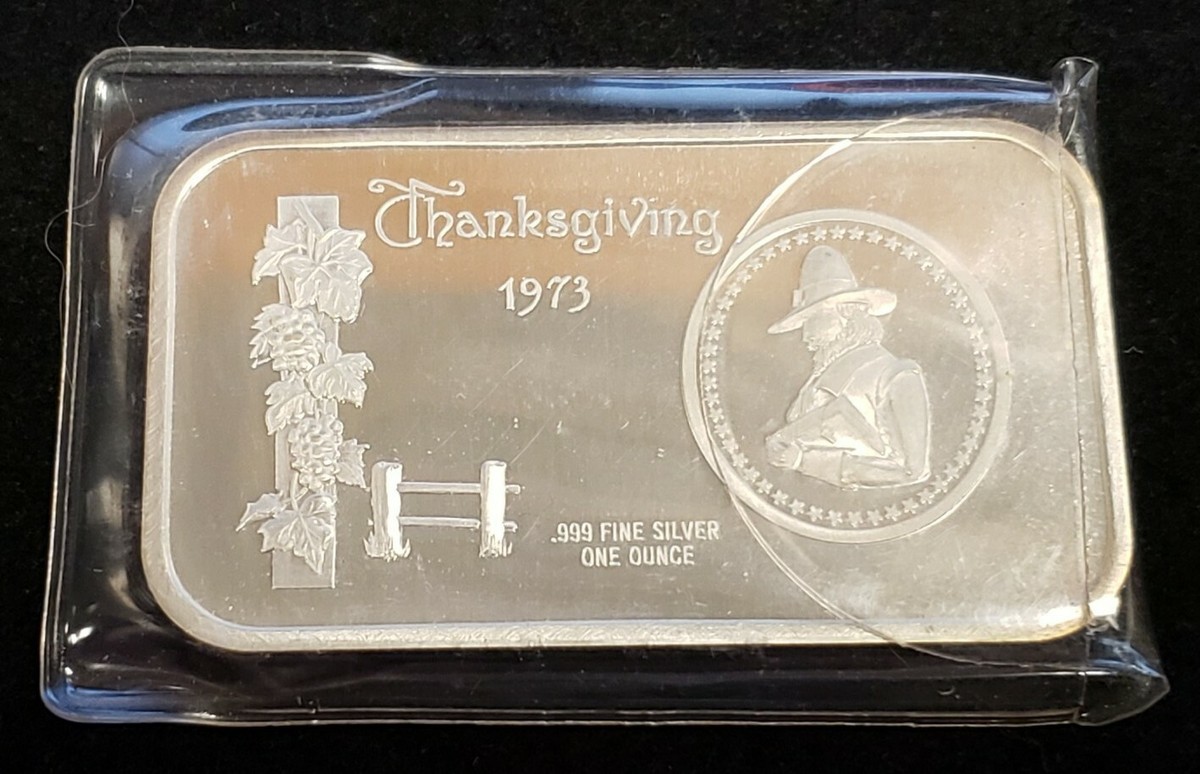 Thanksgiving
1973
.999 FINE SILVER
ONE OUNCE